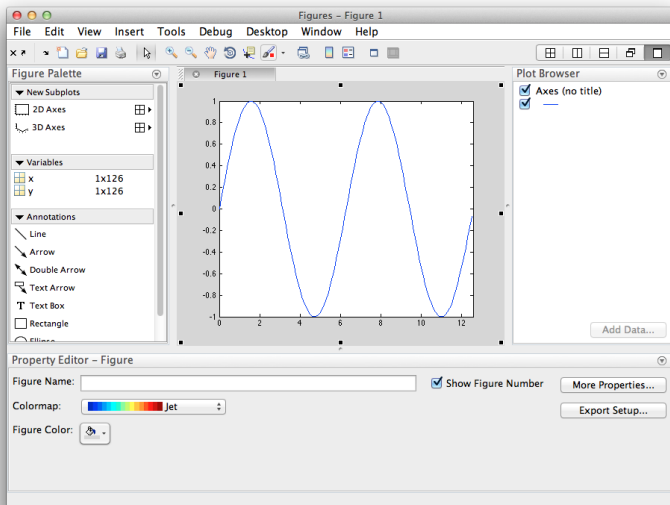 Figures – Figure 1
File Edit View Insert Tools Debug Desktop Window Help
Figure Palette
New Subplots
2D Axes
3D Axes
Variables
x 1x126
y 1x126
Annotations
Line
Arrow
Double Arrow
Text Arrow
T Text Box
Rectangle
Ellipse
Figure 1
1
0.8
0.6
0.4
0.2
0
-0.2
-0.4
-0.6
-0.8
-1
0 2 4 6 8 10 12
Plot Browser
Axes (no title)
Add Data...
Property Editor – Figure
Figure Name:
Show Figure Number
More Properties...
Colormap:
Jet
Export Setup...
Figure Color: